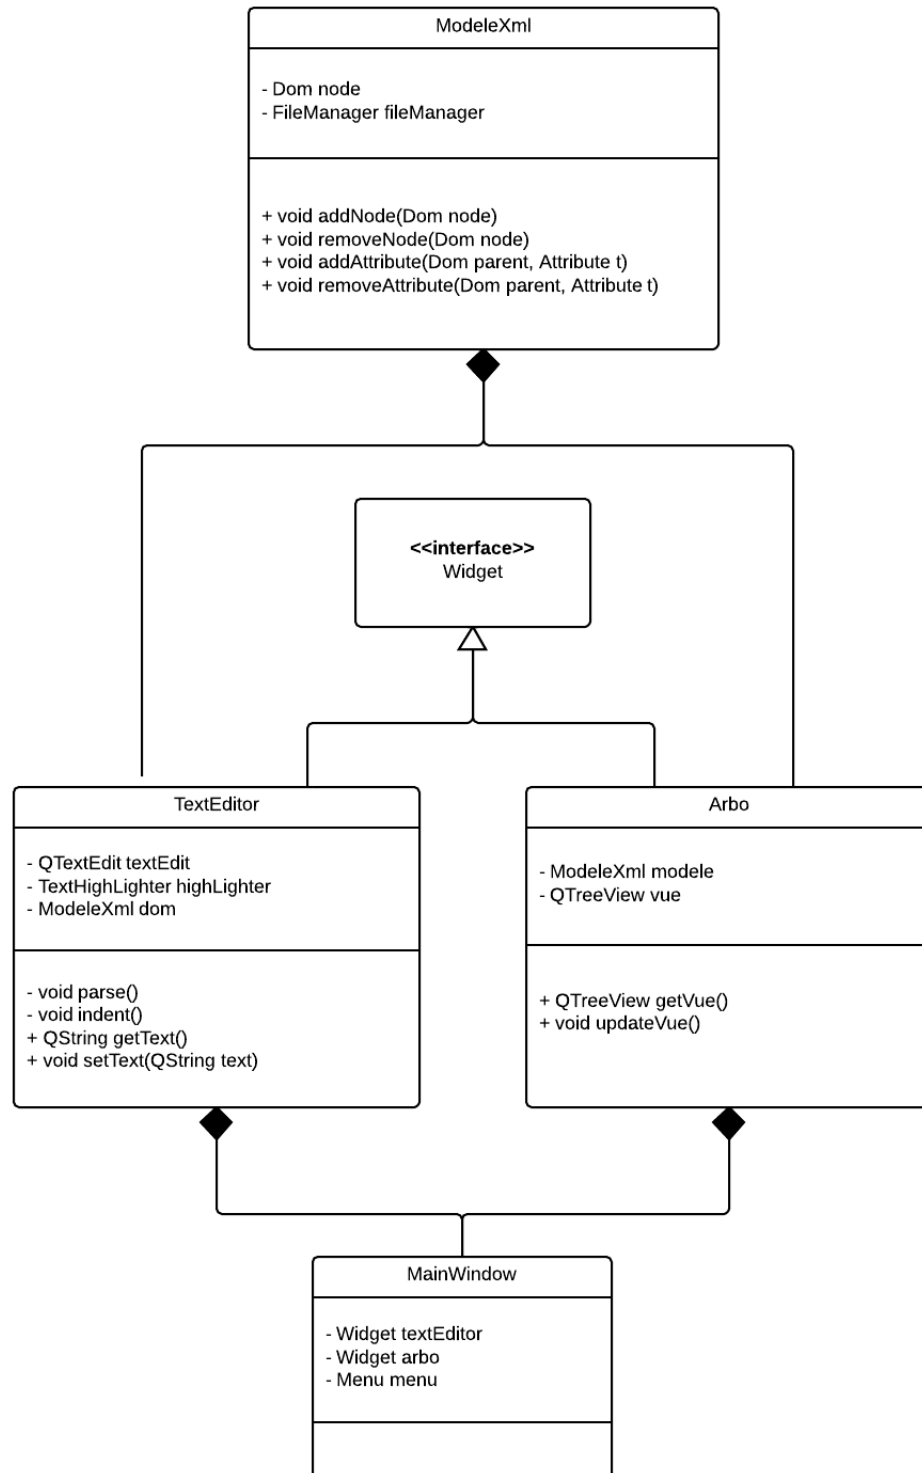 ModeleXml
- Dom node
- FileManager fileManager
+ void addNode(Dom node)
+ void removeNode(Dom node)
+ void addAttribute(Dom parent, Attribute t)
+ void removeAttribute(Dom parent, Attribute t)
<<interface>>
Widget
TextEditor
- QTextEdit textEdit
- TextHighLighter highLighter
- ModeleXml dom
- void parse()
- void indent()
+ QString getText()
+ void setText(QString text)
Arbo
- ModeleXml modele
- QTreeView vue
+ QTreeView getVue()
+ void updateVue()
MainWindow
- Widget textEditor
- Widget arbo
- Menu menu